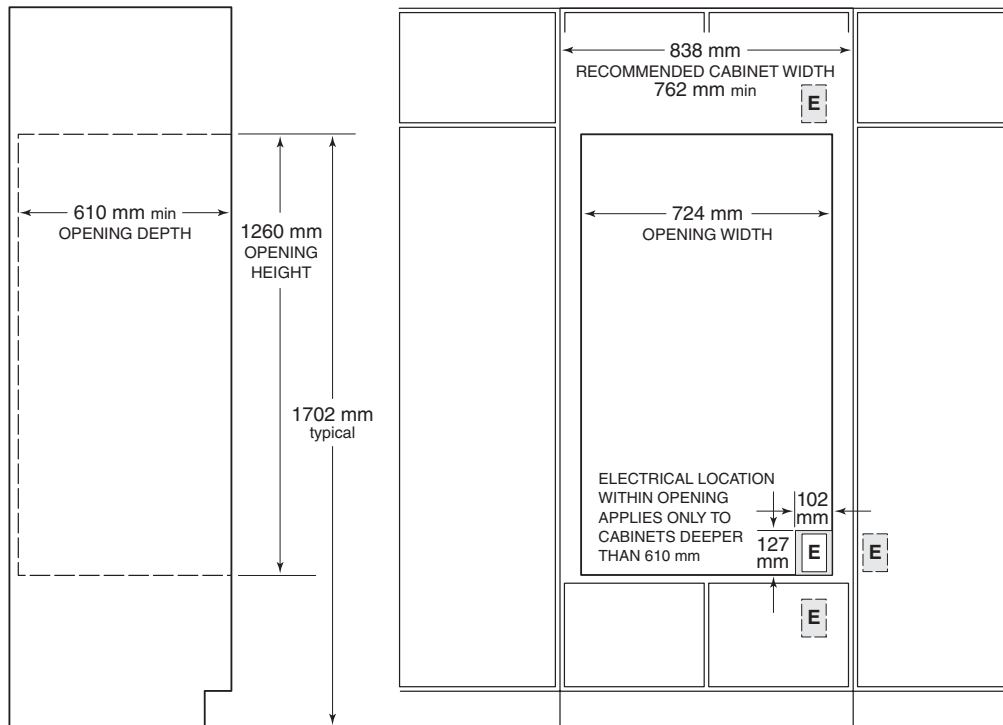 610 mm min
OPENING DEPTH
1260 mm
OPENING
HEIGHT
1702 mm
typical
838 mm
RECOMMENDED CABINET WIDTH
762 mm min
E
724 mm
OPENING WIDTH
ELECTRICAL LOCATION
WITHIN OPENING
APPLIES ONLY TO
CABINETS DEEPER
THAN 610 mm
102
mm
127
mm
E
E
E